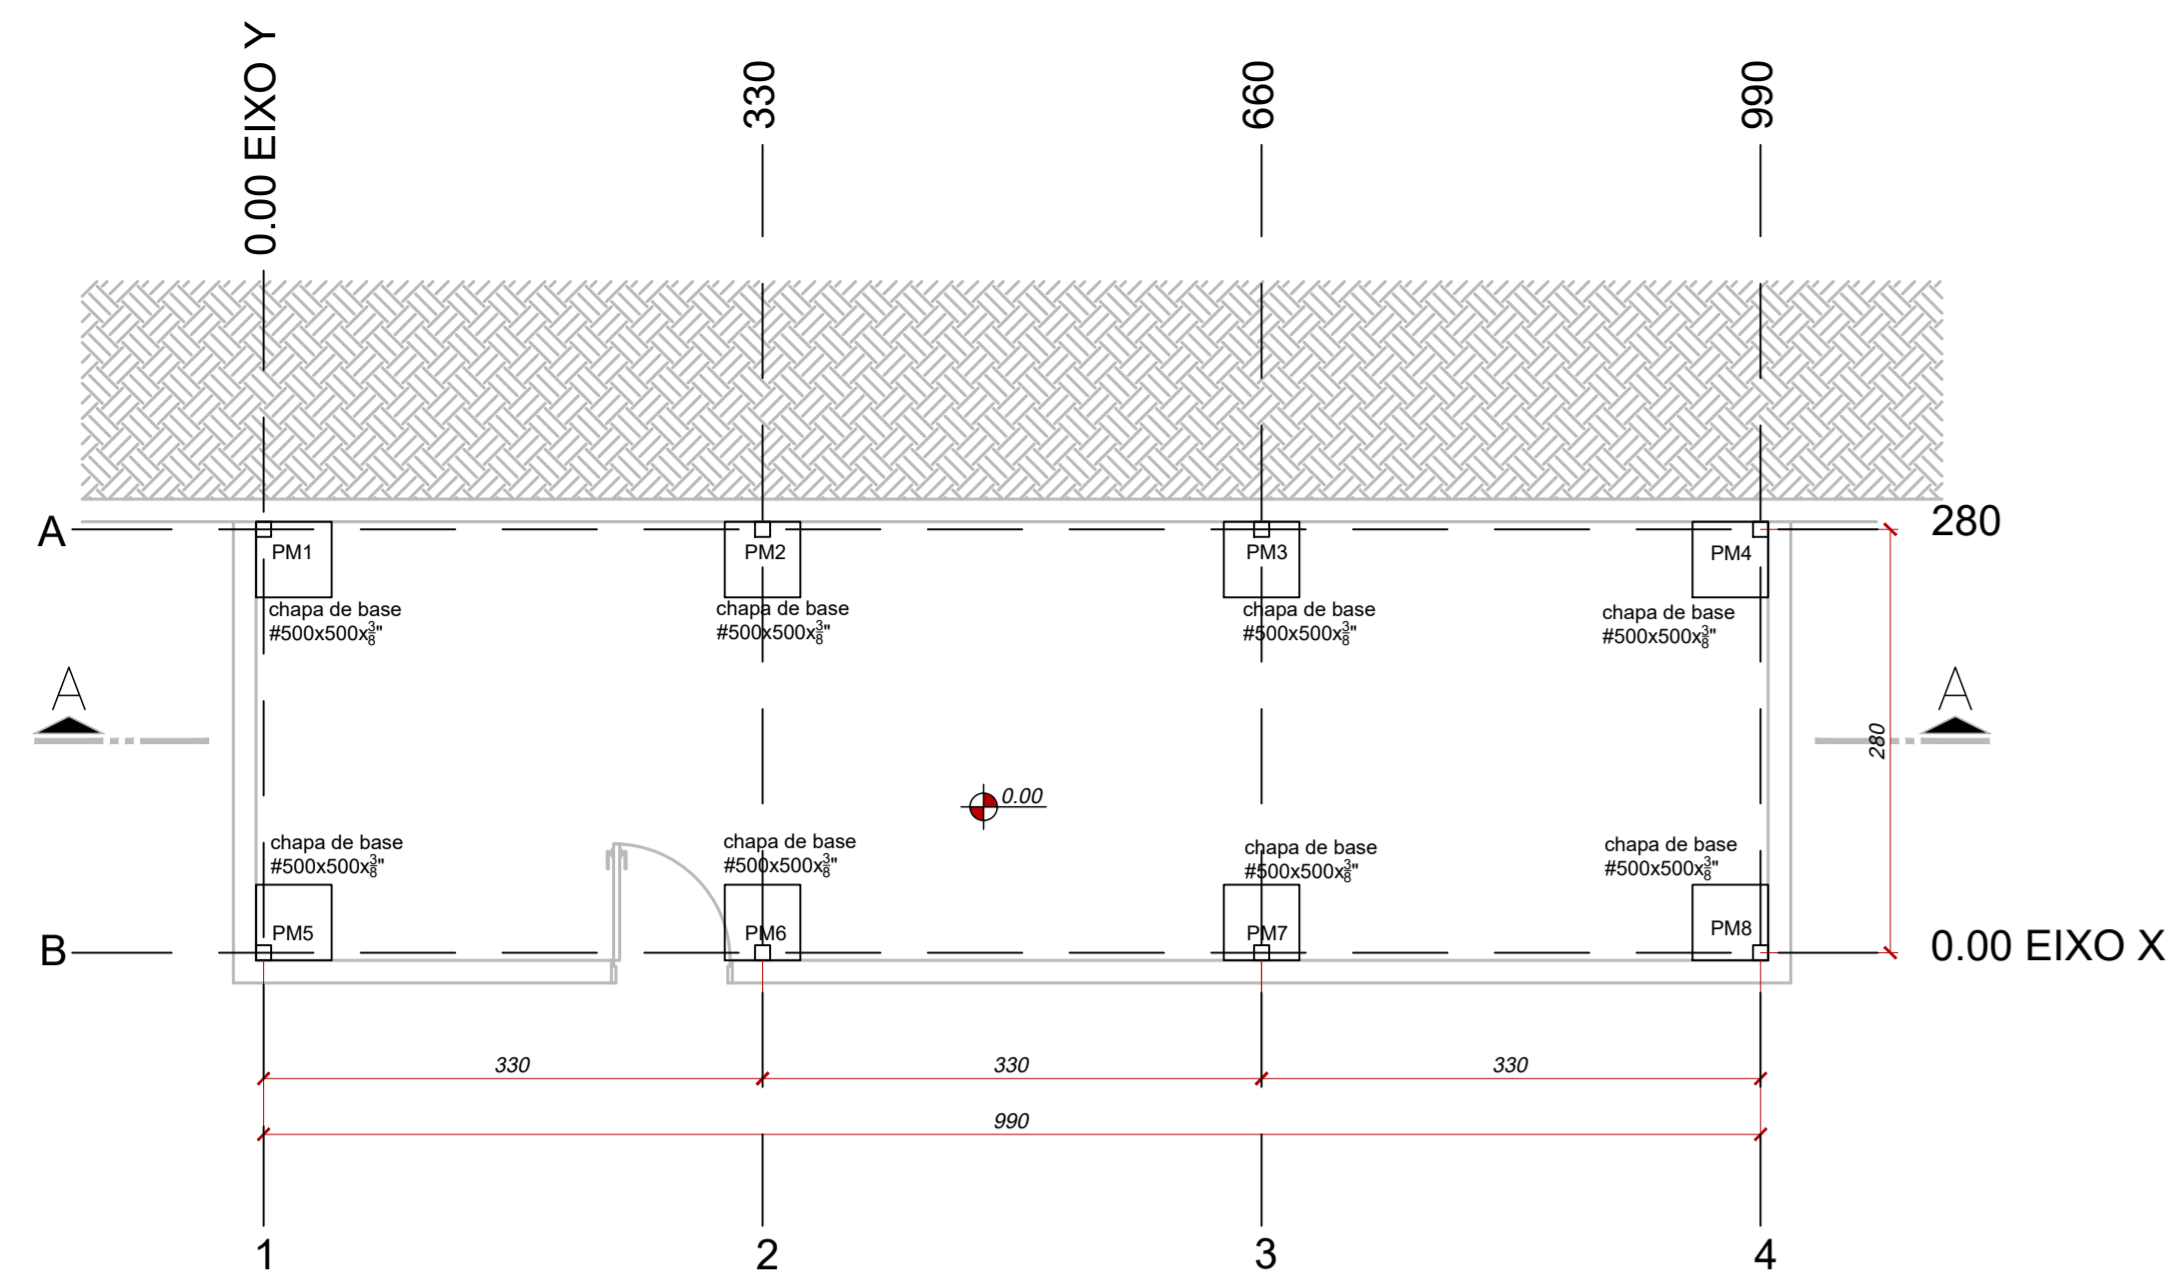 0.00 EIXO Y
330
660
990
A
280
PM1
PM2
PM3
PM4
chapa de base
#500x500x3/8"
chapa de base
#500x500x3/8"
chapa de base
#500x500x3/8"
chapa de base
#500x500x3/8"
A
A
280
0.00
chapa de base
#500x500x3/8"
chapa de base
#500x500x3/8"
chapa de base
#500x500x3/8"
chapa de base
#500x500x3/8"
PM5
PM6
PM7
PM8
B
0.00 EIXO X
330
330
330
990
1
2
3
4